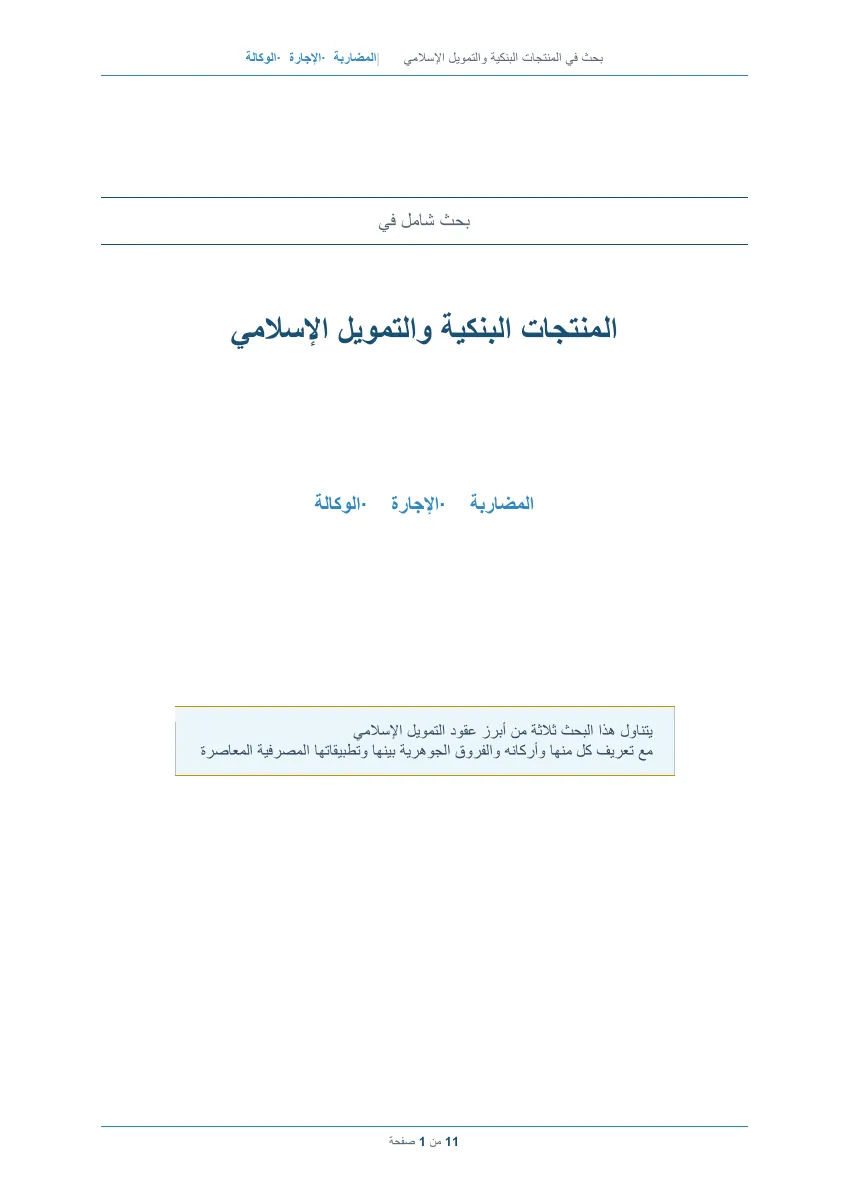 بحث في المنتجات البنكية والتمويل الإسلامي | المضاربة · الإجارة · الوكالة
بحث شامل في
المنتجات البنكية والتمويل الإسلامي
المضاربة · الإجارة · الوكالة
يتناول هذا البحث ثلاثة من أبرز عقود التمويل الإسلامي
مع تعريف كل منها وأركانه والفروق الجوهرية بينها وتطبيقاتها المصرفية المعاصرة
صفحة 1 من 11